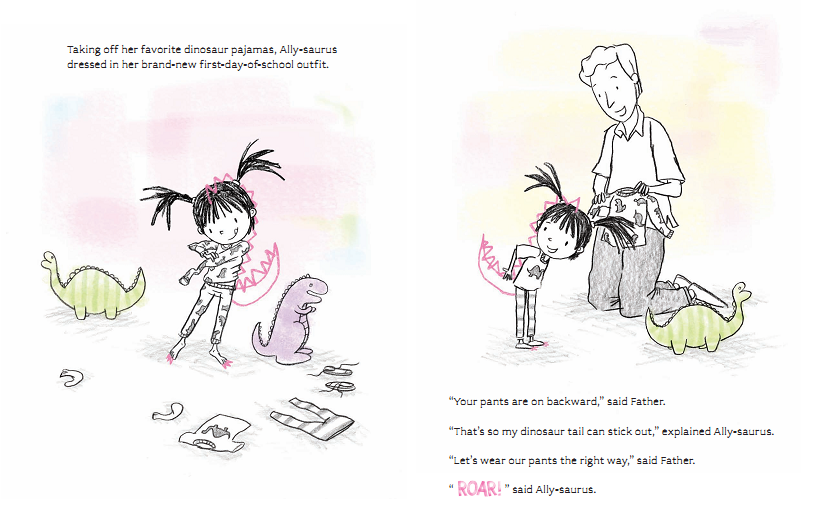 Taking off her favorite dinosaur pajamas, Ally-saurus
dressed in her brand-new first-day-of-school outfit.
“Your pants are on backward,” said Father.
“That’s so my dinosaur tail can stick out,” explained Ally-saurus.
“Let’s wear our pants the right way,” said Father.
“ ROAR! ” said Ally-saurus.